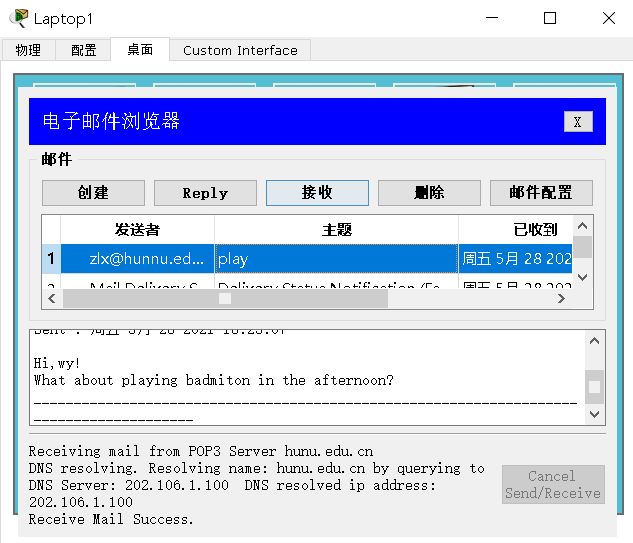 Laptop1
物理 配置 桌面 Custom Interface
电子邮件浏览器 X
邮件
创建 Reply 接收 删除 邮件配置
发送者 主题 已收到
1 zlx@hunnu.ed... play 周五 5月 28 202
Mail Delivery S... Delivery Status Notification (Fa... 周五 5月 28 202
Sent : 周五 5月 28 2021 16:23:07
Hi,wy!
What about playing badmiton in the afternoon?
Receiving mail from POP3 Server hunu.edu.cn
DNS resolving. Resolving name: hunu.edu.cn by querying to
DNS Server: 202.106.1.100 DNS resolved ip address:
202.106.1.100
Receive Mail Success.
Cancel
Send/Receive